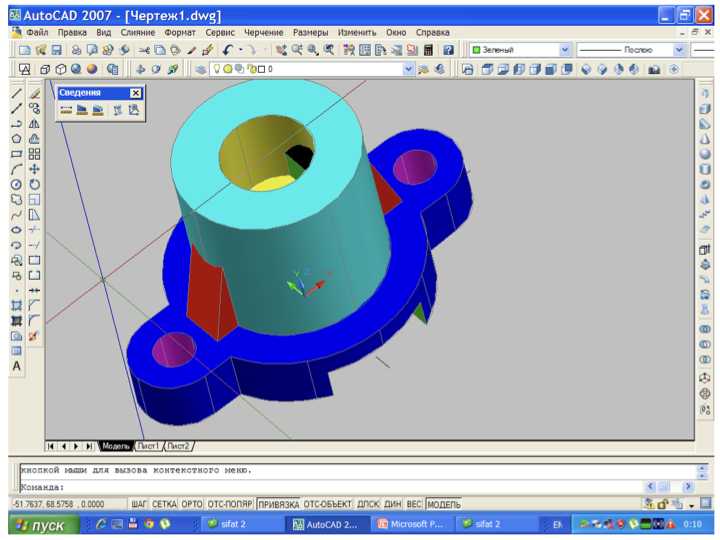 AutoCAD 2007 - [Чертеж1.dwg]
Файл Правка Вид Слияние Формат Сервис Черчение Размеры Изменить Окно Справка
Зеленый
Послою
0
Сведения
Y Z X
A
Модель Лист1 Лист2
кнопкой мыши для вызова контекстного меню.
Команда:
-51.7637, 68.5758 , 0.0000 ШАГ СЕТКА ОРТО ОТС-ПОЛЯР ПРИВЯЗКА ОТС-ОБЪЕКТ ДПСК ДИН ВЕС МОДЕЛЬ
пуск sifat 2 AutoCAD 2... Microsoft P... sifat 2 EN 0:10